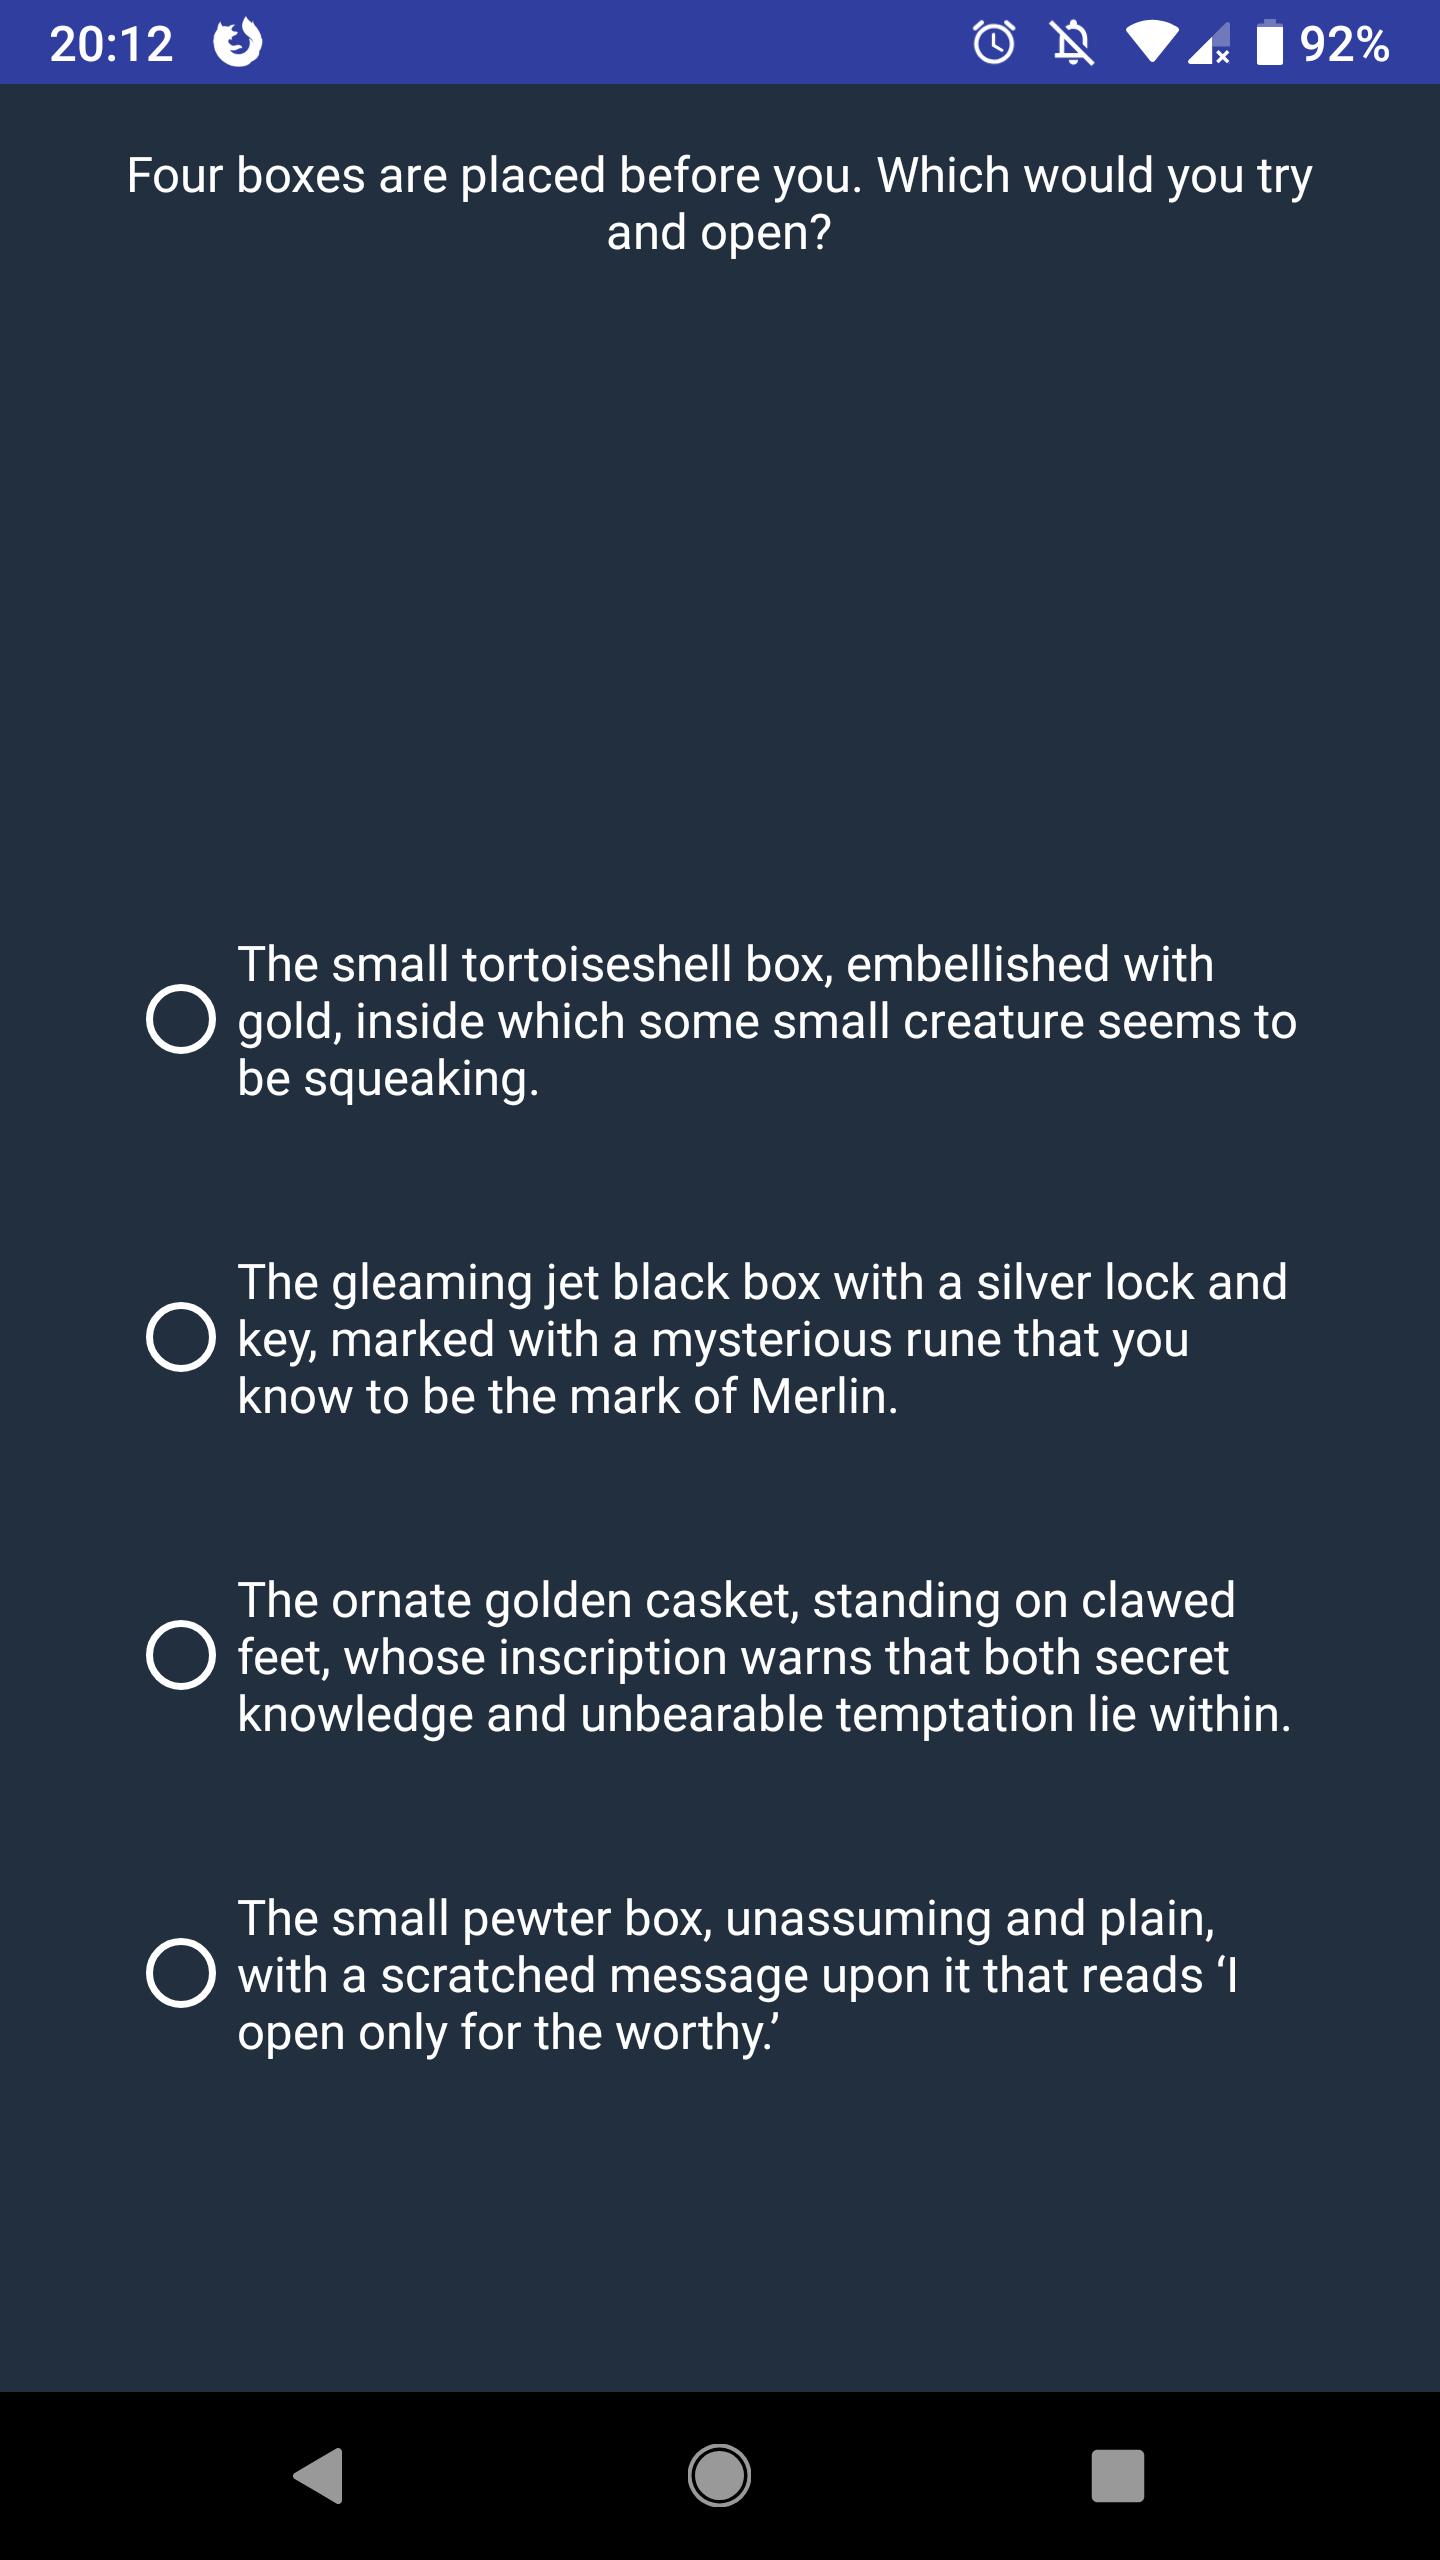 20:12
92%
Four boxes are placed before you. Which would you try
and open?
The small tortoiseshell box, embellished with
gold, inside which some small creature seems to
be squeaking.
The gleaming jet black box with a silver lock and
key, marked with a mysterious rune that you
know to be the mark of Merlin.
The ornate golden casket, standing on clawed
feet, whose inscription warns that both secret
knowledge and unbearable temptation lie within.
The small pewter box, unassuming and plain,
with a scratched message upon it that reads ‘I
open only for the worthy.’